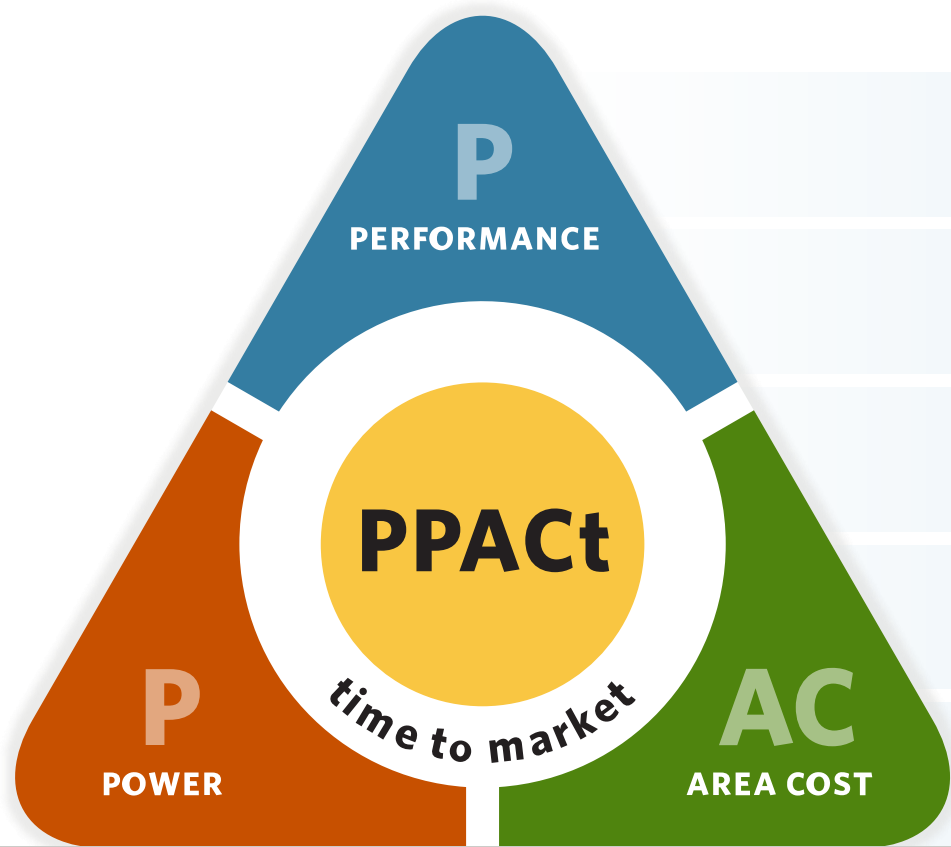 P
PERFORMANCE
PPACt
time to market
P
POWER
AC
AREA COST